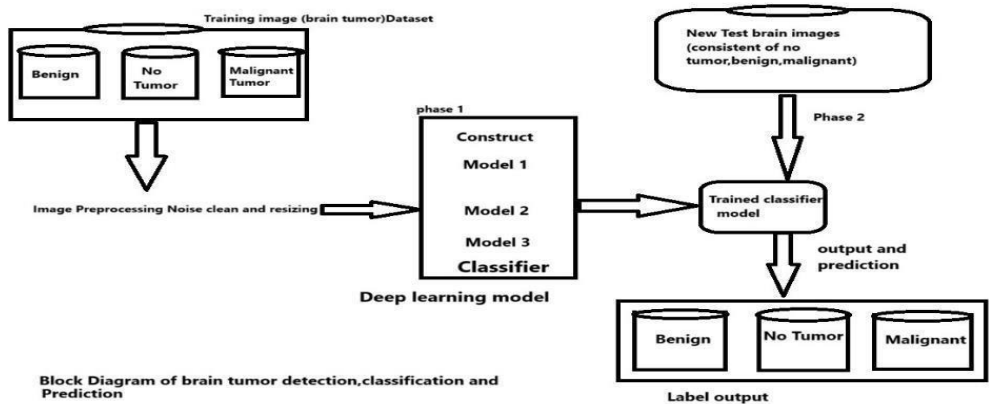 Training image (brain tumor)Dataset
Benign
No
Tumor
Malignant
Tumor
Image Preprocessing Noise clean and resizing
phase 1
Construct
Model 1
Model 2
Model 3
Classifier
Deep learning model
New Test brain images
(consistent of no
tumor,benign,malignant)
Phase 2
Trained classifier
model
output and
prediction
Benign
No Tumor
Malignant
Label output
Block Diagram of brain tumor detection,classification and
Prediction